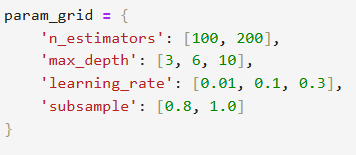 param_grid = {
    'n_estimators': [100, 200],
    'max_depth': [3, 6, 10],
    'learning_rate': [0.01, 0.1, 0.3],
    'subsample': [0.8, 1.0]
}